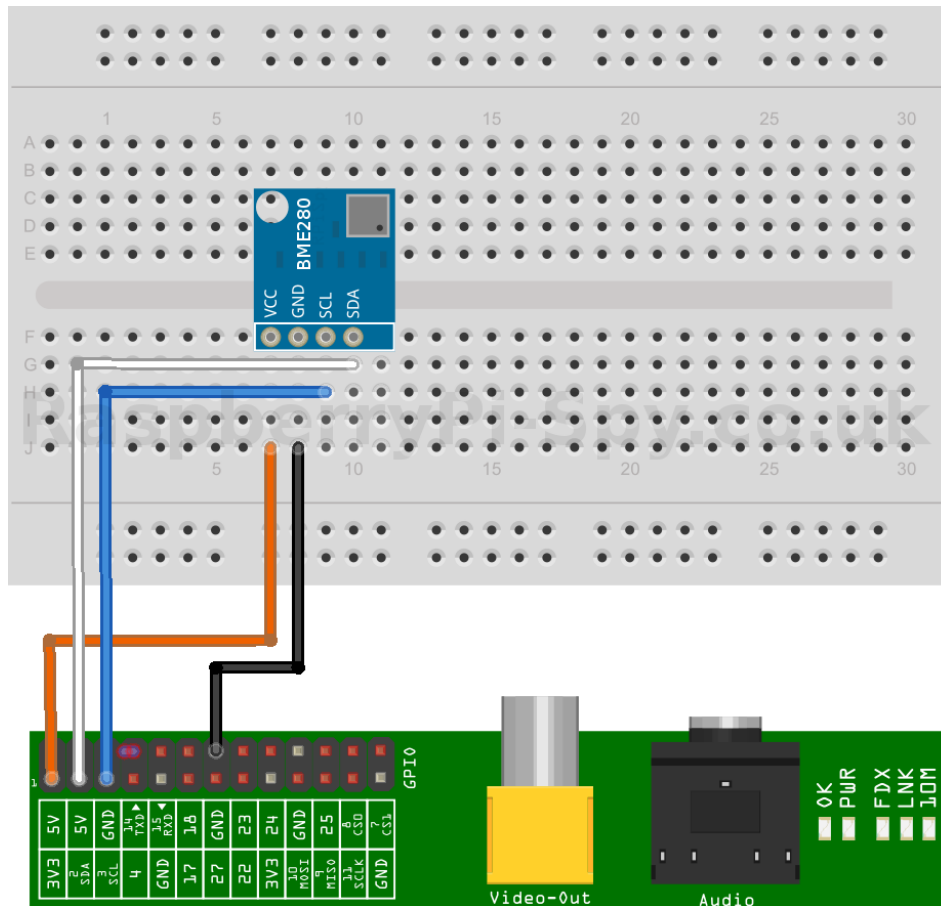 1 5 10 15 20 25 30
A
B
C
D
E
BME280
VCC GND SCL SDA
F
G
H
I
J
RaspberryPi-Spy.co.uk
5 10 15 20 25 30
1
GPIO
5V 5V GND 14 TXD 15 RXD 18 GND 23 24 GND 25 8 CS0 7 CS1
3V3 2 SDA 3 SCL 4 GND 17 27 22 3V3 10 MOSI 9 MISO 11 SCLK GND
OK PWR FDX LNK 10M
Video-Out
Audio